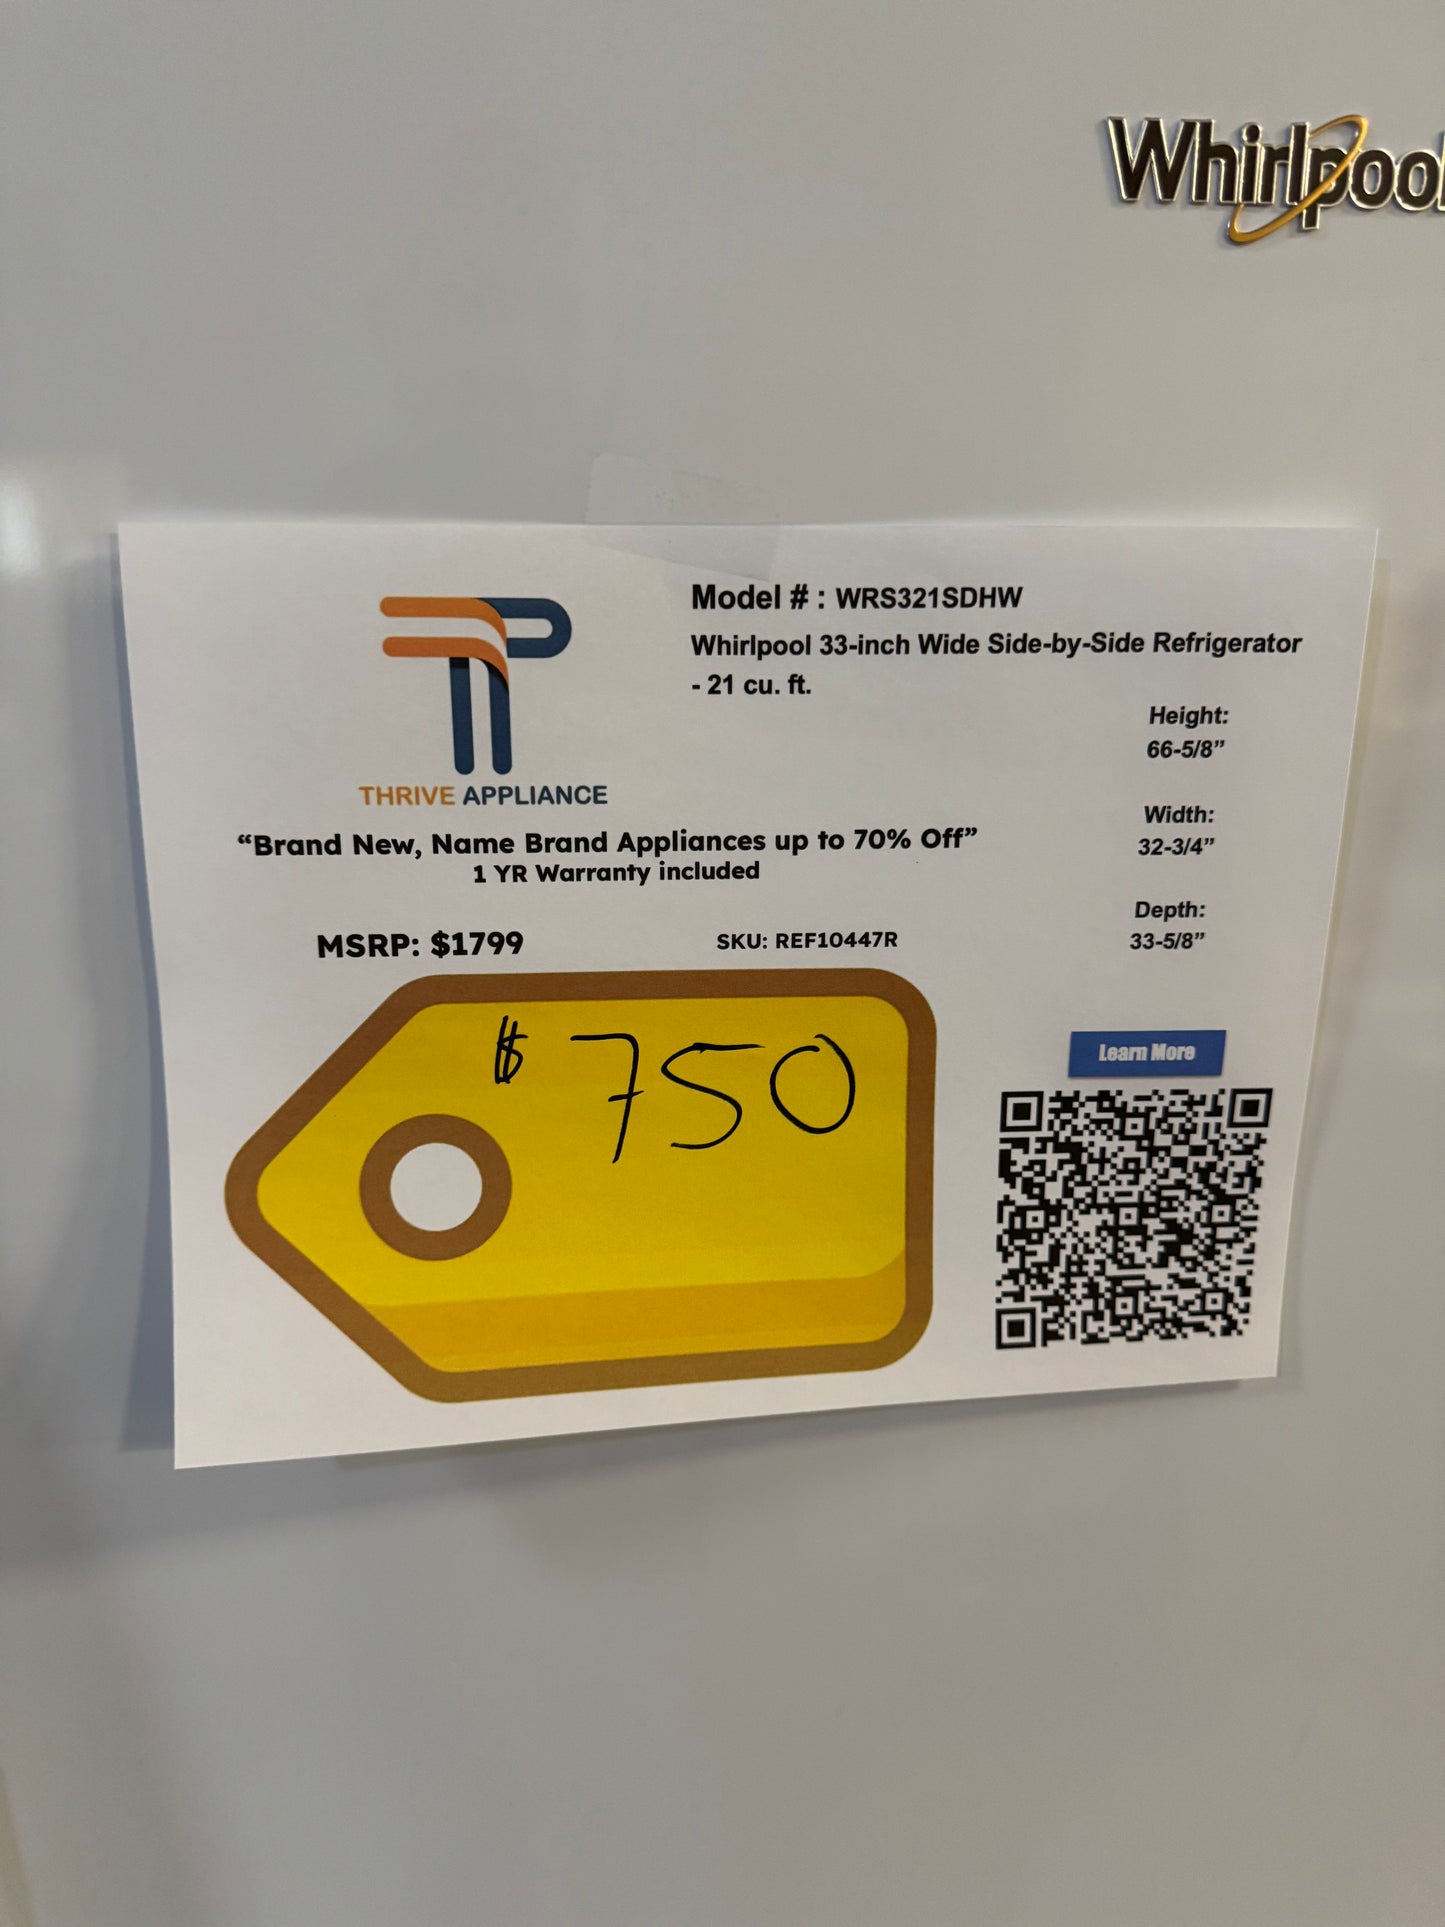 Whirlpool
Model # : WRS321SDHW
Whirlpool 33-inch Wide Side-by-Side Refrigerator
- 21 cu. ft.
Height:
66-5/8”
Width:
32-3/4”
Depth:
33-5/8”
THRIVE APPLIANCE
“Brand New, Name Brand Appliances up to 70% Off”
1 YR Warranty included
MSRP: $1799
SKU: REF10447R
$ 750
Learn More